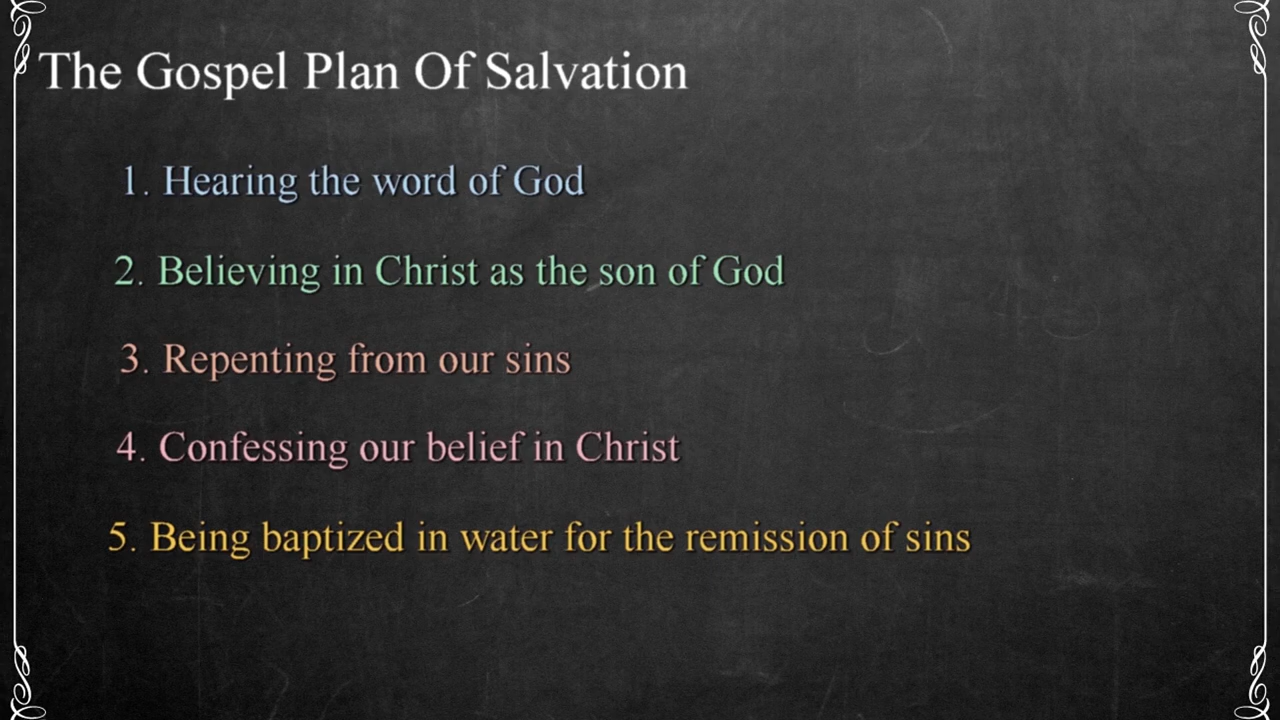 The Gospel Plan Of Salvation
1. Hearing the word of God
2. Believing in Christ as the son of God
3. Repenting from our sins
4. Confessing our belief in Christ
5. Being baptized in water for the remission of sins